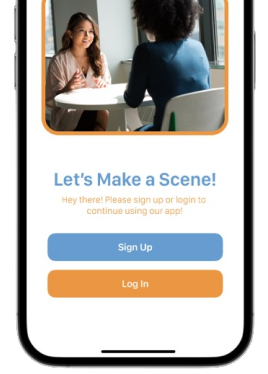 Let's Make a Scene!
Hey there! Please sign up or login to
continue using our app!
Sign Up
Log In